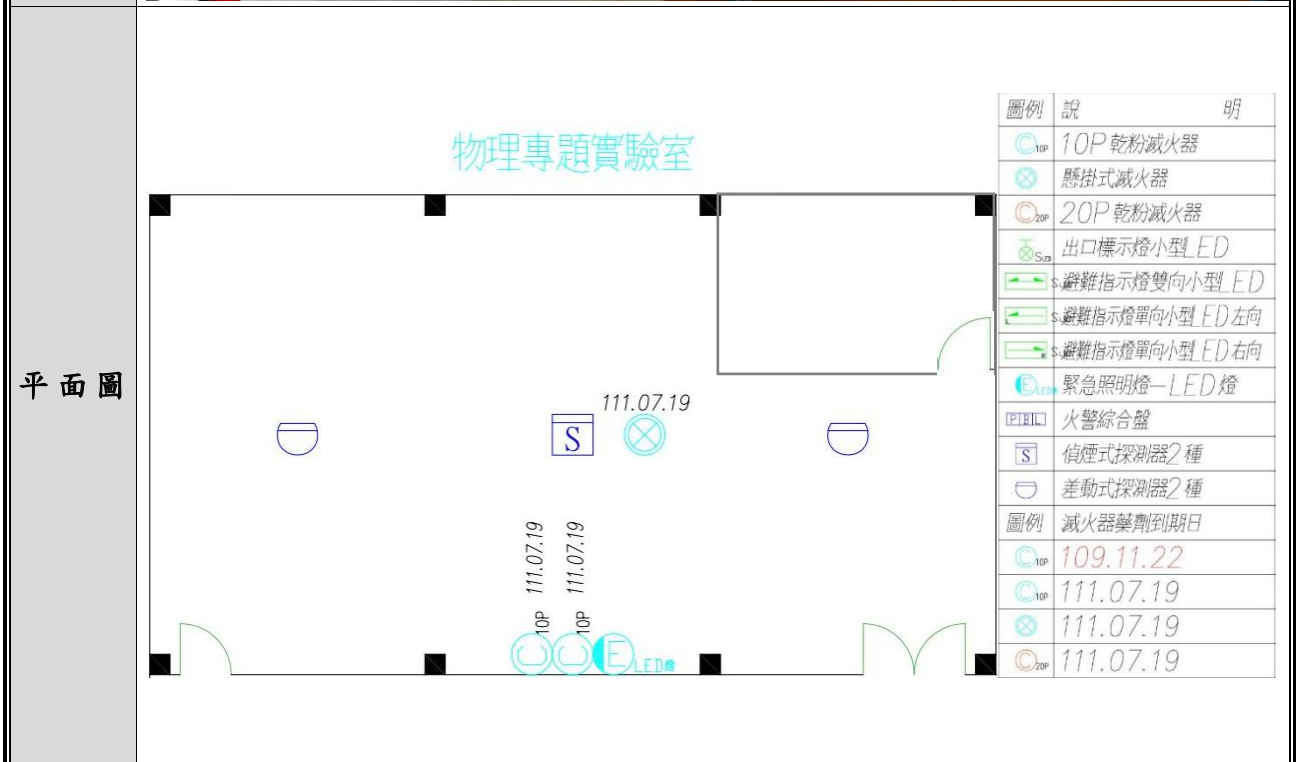 平面圖
物理專題實驗室
111.07.19
S
111.07.19
111.07.19
10P
10P
C
C
E
LED燈
圖例 說 明
C10P 10P乾粉滅火器
懸掛式滅火器
C20P 20P乾粉滅火器
SLED 出口標示燈小型LED
避難指示燈雙向小型LED
L 避難指示燈單向小型LED左向
R 避難指示燈單向小型LED右向
E 緊急照明燈—LED燈
PBL 火警綜合盤
S 偵煙式探測器2種
差動式探測器2種
圖例 滅火器藥劑到期日
C10P 109.11.22
C10P 111.07.19
111.07.19
C20P 111.07.19